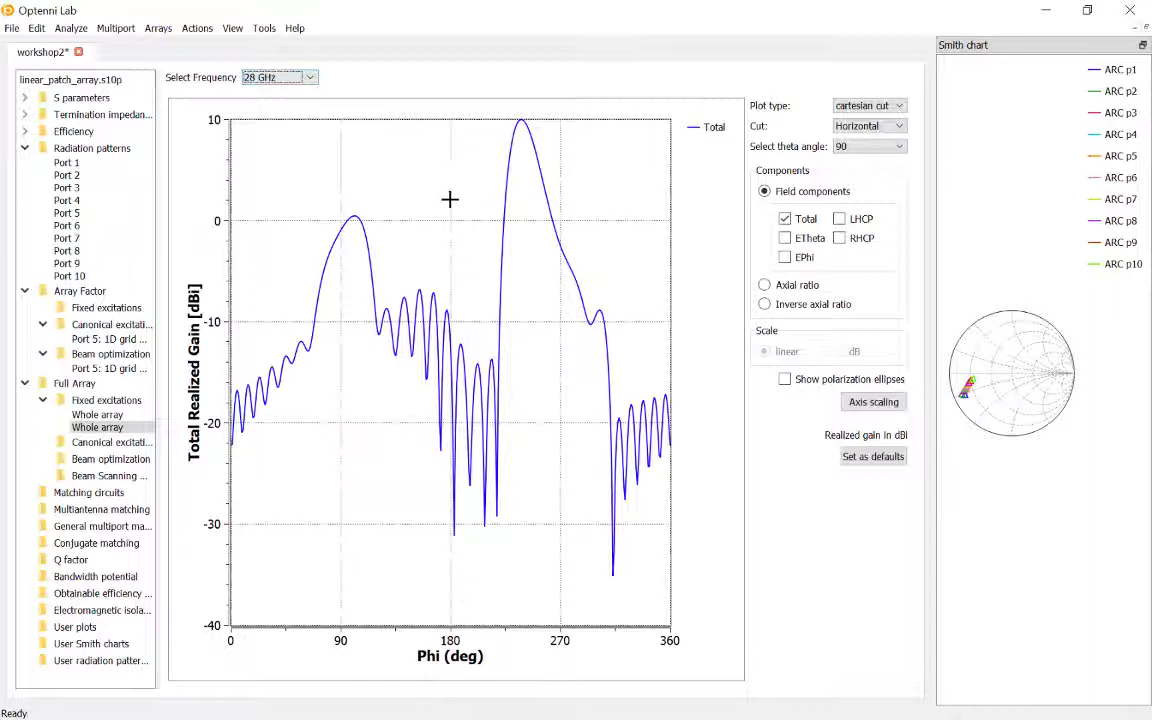 Optenni Lab
File Edit Analyze Multiport Arrays Actions View Tools Help
workshop2*
linear_patch_array.s10p
S parameters
Termination impedan...
Efficiency
Radiation patterns
Port 1
Port 2
Port 3
Port 4
Port 5
Port 6
Port 7
Port 8
Port 9
Port 10
Array Factor
Fixed excitations
Canonical excitati...
Port 5: 1D grid ...
Beam optimization
Port 5: 1D grid ...
Full Array
Fixed excitations
Whole array
Whole array
Canonical excitati...
Beam optimization
Beam Scanning ...
Matching circuits
Multiantenna matching
General multiport ma...
Conjugate matching
Q factor
Bandwidth potential
Obtainable efficiency ...
Electromagnetic isola...
User plots
User Smith charts
User radiation patter...
Select Frequency 28 GHz
10
0
-10
-20
-30
-40
Total Realized Gain [dBi]
0 90 180 270 360
Phi (deg)
Total
Plot type: cartesian cut
Cut: Horizontal
Select theta angle: 90
Components
Field components
Total LHCP
ETheta RHCP
EPhi
Axial ratio
Inverse axial ratio
Scale
linear dB
Show polarization ellipses
Axis scaling
Realized gain in dBi
Set as defaults
Smith chart
ARC p1
ARC p2
ARC p3
ARC p4
ARC p5
ARC p6
ARC p7
ARC p8
ARC p9
ARC p10
Ready